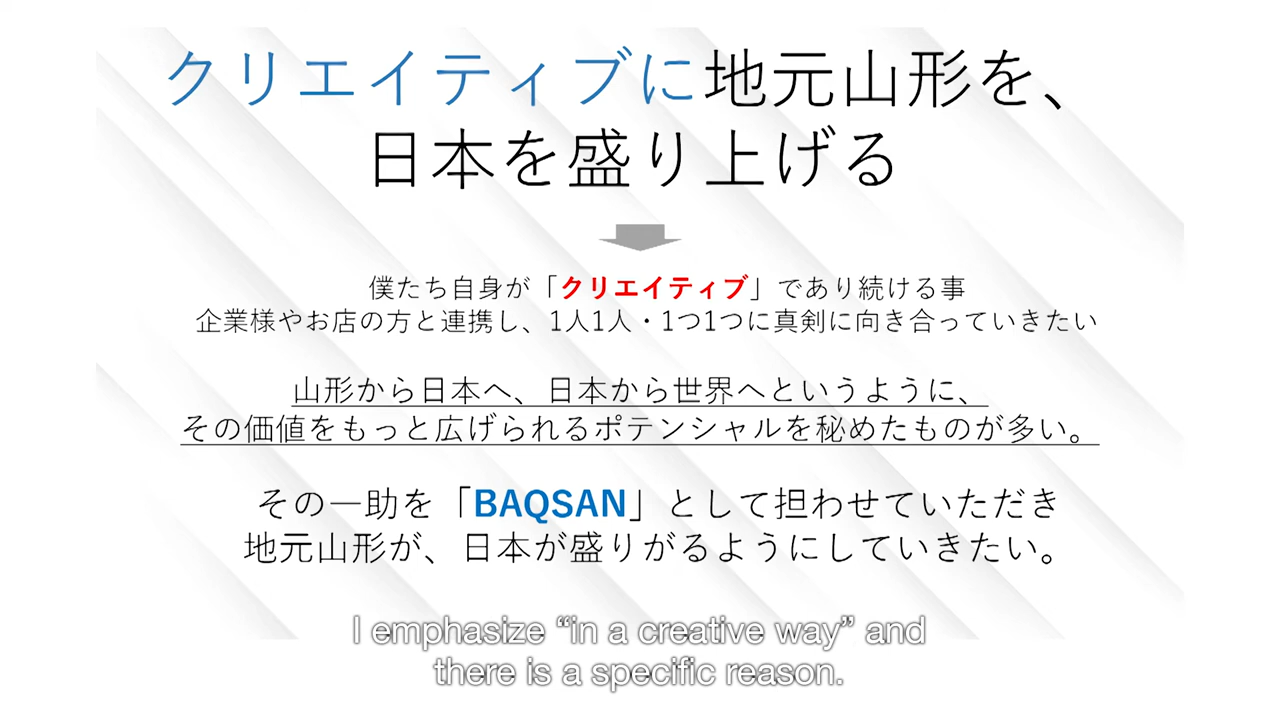 クリエイティブに地元山形を、
日本を盛り上げる
僕たち自身が「クリエイティブ」であり続ける事
企業様やお店の方と連携し、1人1人・1つ1つに真剣に向き合っていきたい
山形から日本へ、日本から世界へというように、
その価値をもっと広げられるポテンシャルを秘めたものが多い。
その一助を「BAQSAN」として担わせていただき
地元山形が、日本が盛りがるようにしていきたい。
I emphasize “in a creative way” and
there is a specific reason.